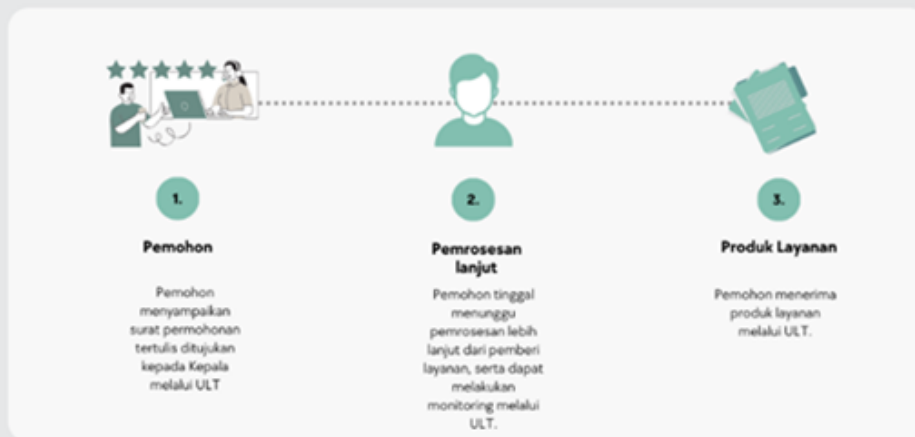 1.
Pemohon
Pemohon
menyampaikan
surat permohonan
tertulis ditujukan
kepada Kepala
melalui ULT
2.
Pemrosesan
lanjut
Pemohon tinggal
menunggu
pemrosesan lebih
lanjut dari pemberi
layanan, serta dapat
melakukan
monitoring melalui
ULT.
3.
Produk Layanan
Pemohon menerima
produk layanan
melalui ULT.